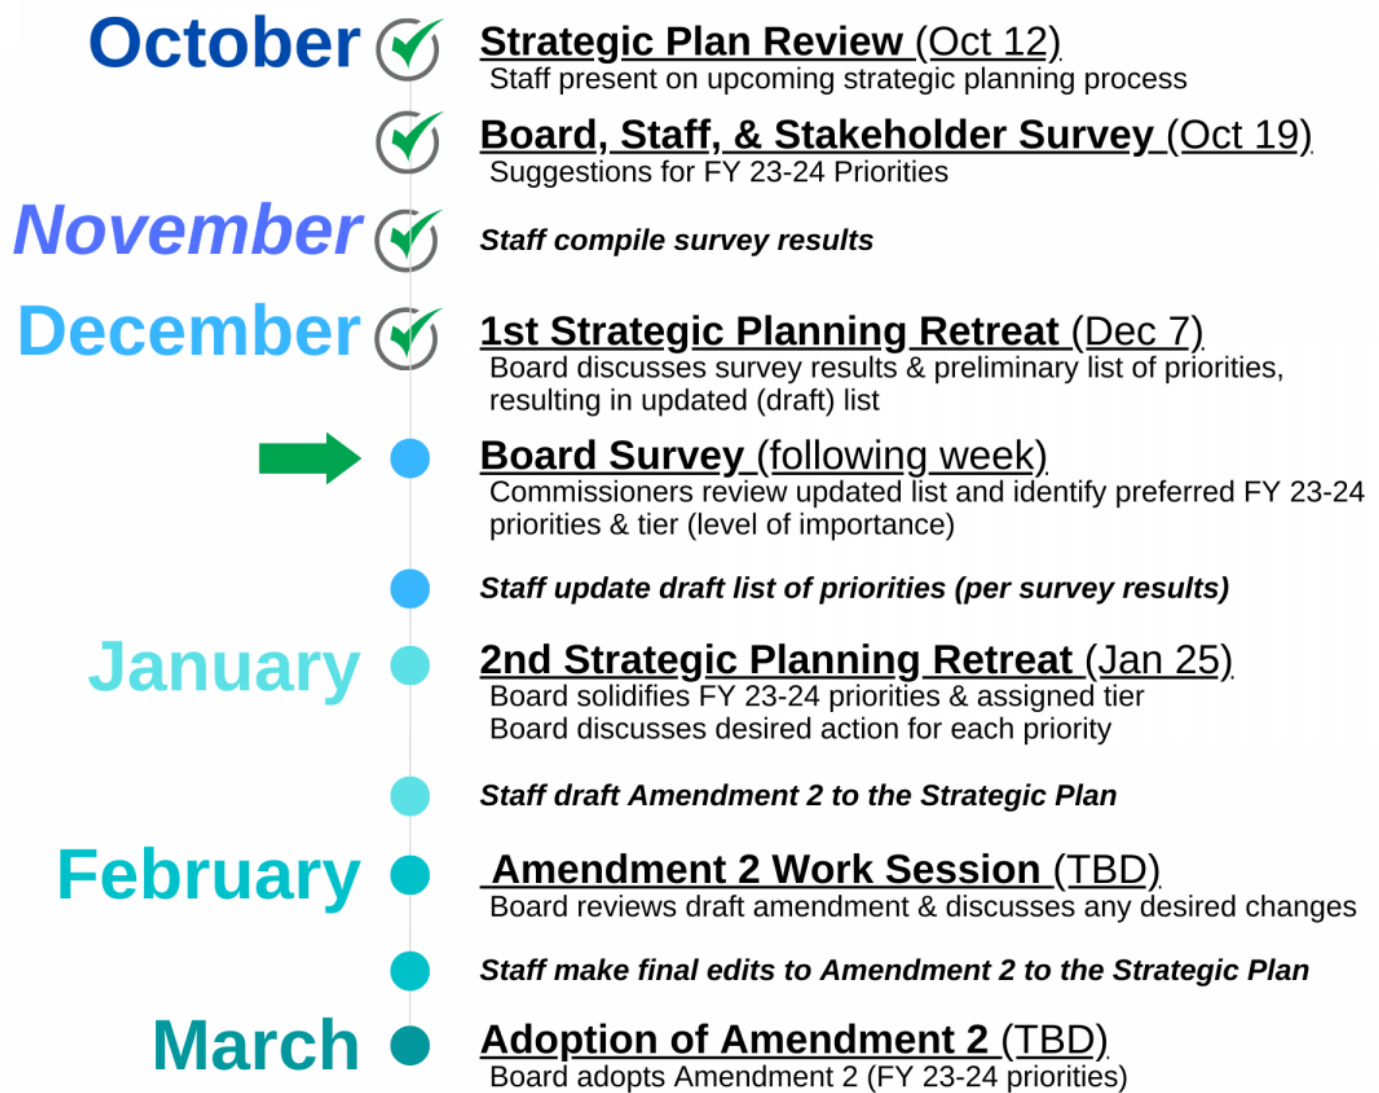 October
Strategic Plan Review (Oct 12)
Staff present on upcoming strategic planning process
Board, Staff, & Stakeholder Survey (Oct 19)
Suggestions for FY 23-24 Priorities
November
Staff compile survey results
December
1st Strategic Planning Retreat (Dec 7)
Board discusses survey results & preliminary list of priorities,
resulting in updated (draft) list
Board Survey (following week)
Commissioners review updated list and identify preferred FY 23-24
priorities & tier (level of importance)
Staff update draft list of priorities (per survey results)
January
2nd Strategic Planning Retreat (Jan 25)
Board solidifies FY 23-24 priorities & assigned tier
Board discusses desired action for each priority
Staff draft Amendment 2 to the Strategic Plan
February
Amendment 2 Work Session (TBD)
Board reviews draft amendment & discusses any desired changes
Staff make final edits to Amendment 2 to the Strategic Plan
March
Adoption of Amendment 2 (TBD)
Board adopts Amendment 2 (FY 23-24 priorities)